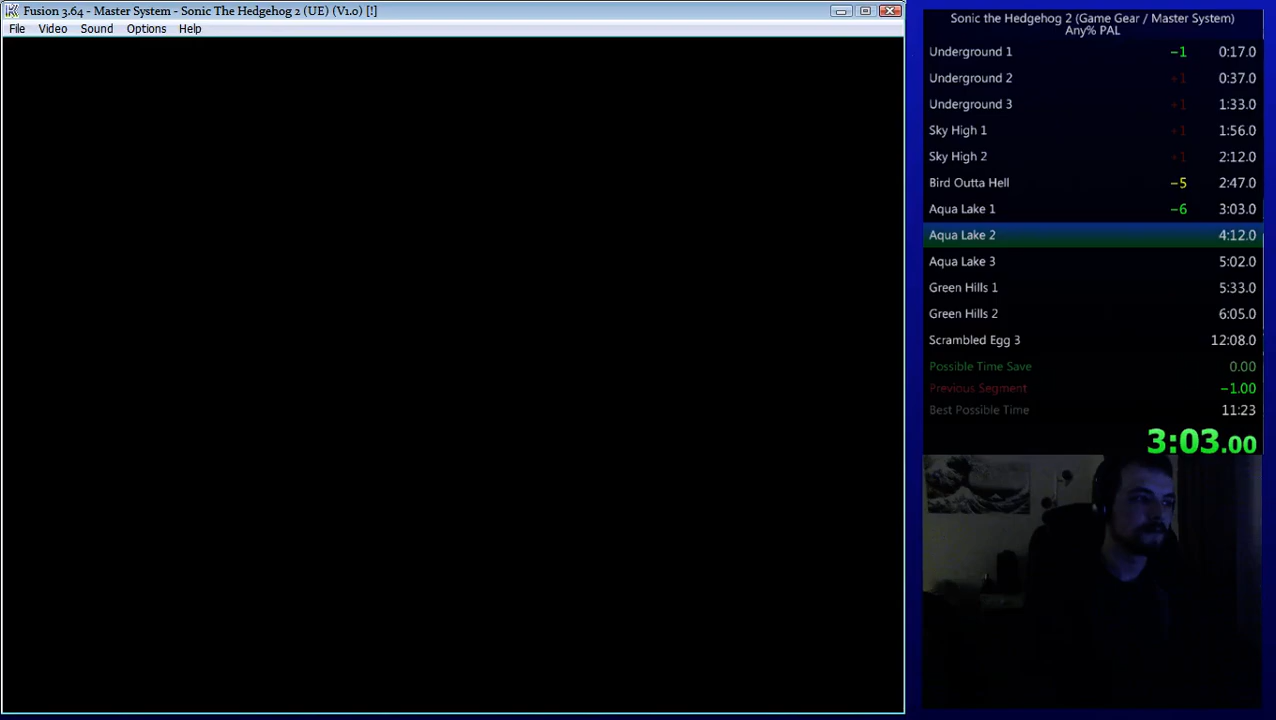 Fusion 3.64 - Master System - Sonic The Hedgehog 2 (UE) (V1.0) [!]
File Video Sound Options Help
Sonic the Hedgehog 2 (Game Gear / Master System)
Any% PAL
Underground 1 −1 0:17.0
Underground 2 +1 0:37.0
Underground 3 +1 1:33.0
Sky High 1 +1 1:56.0
Sky High 2 +1 2:12.0
Bird Outta Hell −5 2:47.0
Aqua Lake 1 −6 3:03.0
Aqua Lake 2 4:12.0
Aqua Lake 3 5:02.0
Green Hills 1 5:33.0
Green Hills 2 6:05.0
Scrambled Egg 3 12:08.0
Possible Time Save 0.00
Previous Segment −1.00
Best Possible Time 11:23
3:03.00